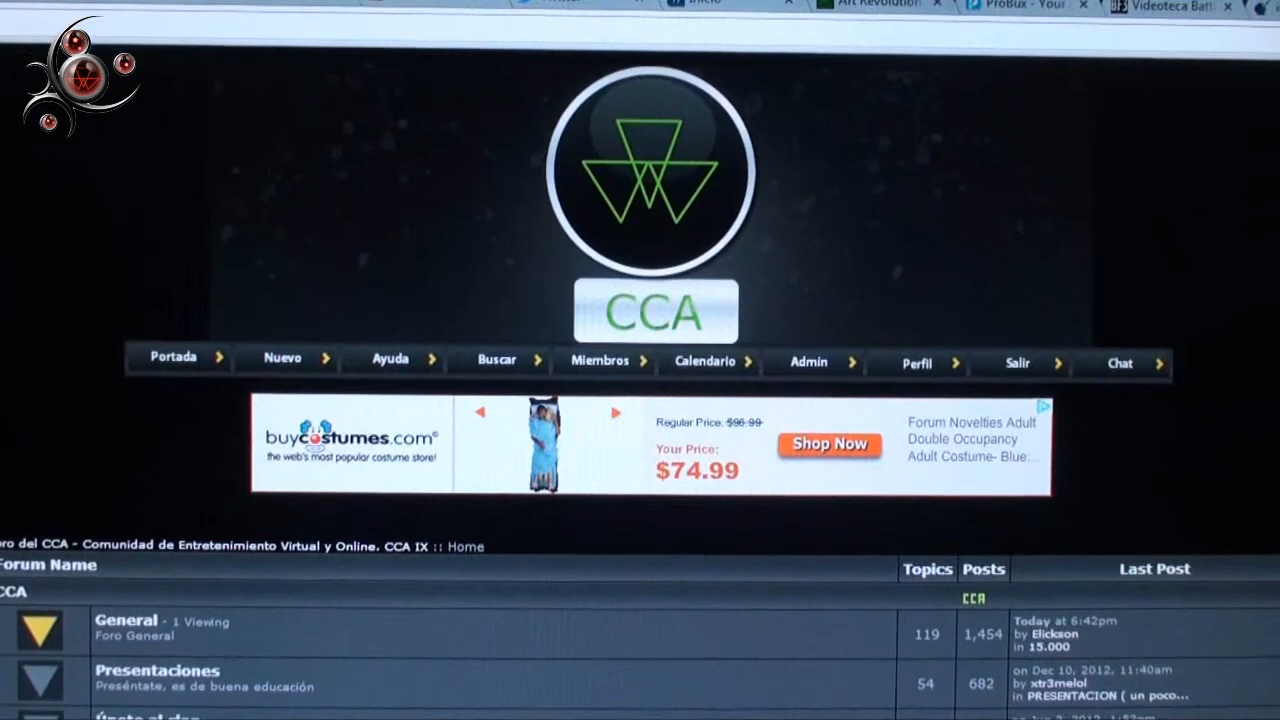 Inicio
Art Revolution
ProBux - Your
BF3 Videoteca Batt
CCA
Portada
Nuevo
Ayuda
Buscar
Miembros
Calendario
Admin
Perfil
Salir
Chat
buycostumes.com®
the web's most popular costume store!
Regular Price: $96.99
Your Price:
$74.99
Shop Now
Forum Novelties Adult
Double Occupancy
Adult Costume- Blue:...
oro del CCA - Comunidad de Entretenimiento Virtual y Online. CCA IX :: Home
Forum Name Topics Posts Last Post
CCA CCA
General - 1 Viewing
Foro General
119 1,454
Today at 6:42pm
by Elickson
in 15.000
Presentaciones
Preséntate, es de buena educación
54 682
on Dec 10, 2012, 11:40am
by xtr3melol
in PRESENTACION ( un poco...